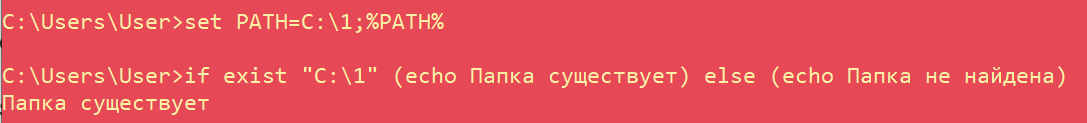 C:\Users\User>set PATH=C:\1;%PATH%
C:\Users\User>if exist "C:\1" (echo Папка существует) else (echo Папка не найдена)
Папка существует